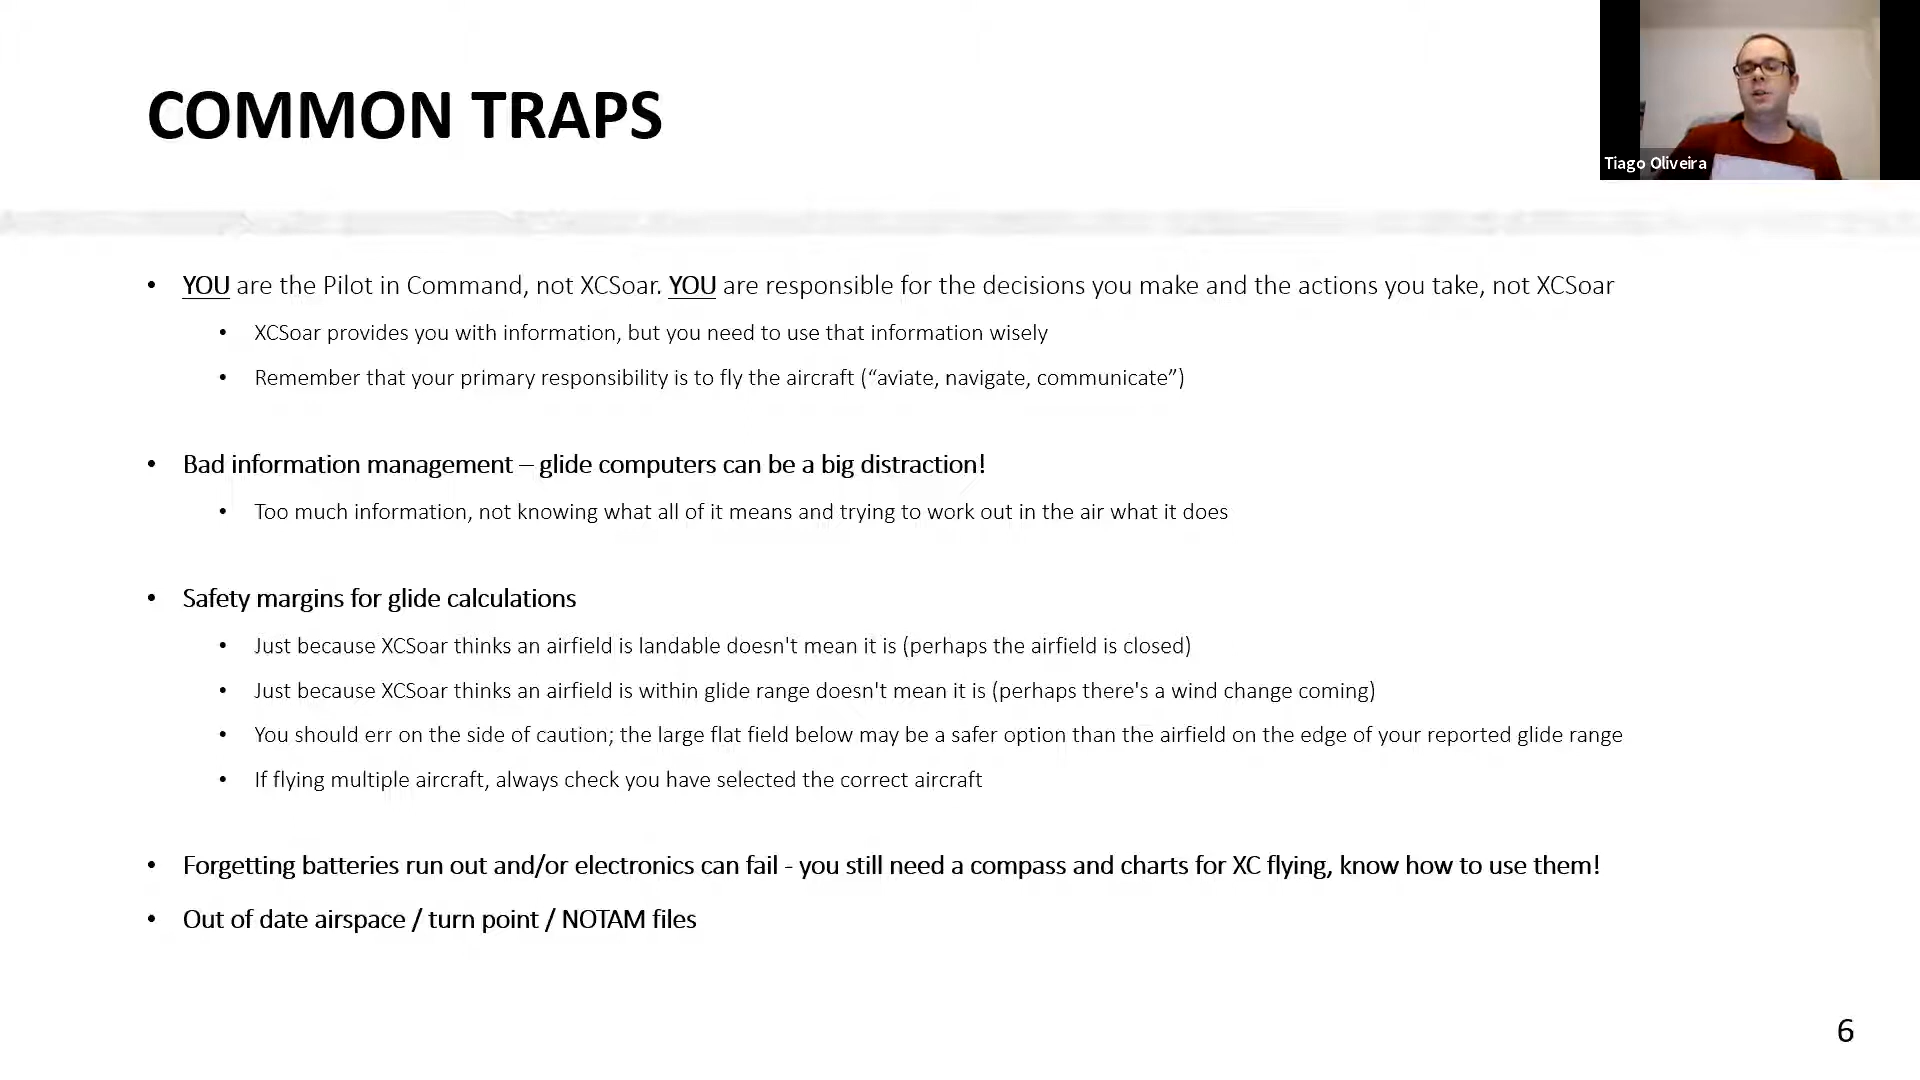 COMMON TRAPS
Tiago Oliveira
• YOU are the Pilot in Command, not XCSoar. YOU are responsible for the decisions you make and the actions you take, not XCSoar
• XCSoar provides you with information, but you need to use that information wisely
• Remember that your primary responsibility is to fly the aircraft (“aviate, navigate, communicate”)
• Bad information management – glide computers can be a big distraction!
• Too much information, not knowing what all of it means and trying to work out in the air what it does
• Safety margins for glide calculations
• Just because XCSoar thinks an airfield is landable doesn't mean it is (perhaps the airfield is closed)
• Just because XCSoar thinks an airfield is within glide range doesn't mean it is (perhaps there's a wind change coming)
• You should err on the side of caution; the large flat field below may be a safer option than the airfield on the edge of your reported glide range
• If flying multiple aircraft, always check you have selected the correct aircraft
• Forgetting batteries run out and/or electronics can fail - you still need a compass and charts for XC flying, know how to use them!
• Out of date airspace / turn point / NOTAM files
6